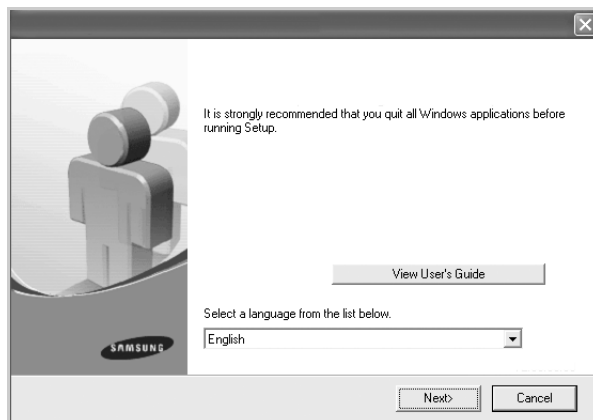 It is strongly recommended that you quit all Windows applications before
running Setup.
View User's Guide
Select a language from the list below.
English
SAMSUNG
Next>
Cancel